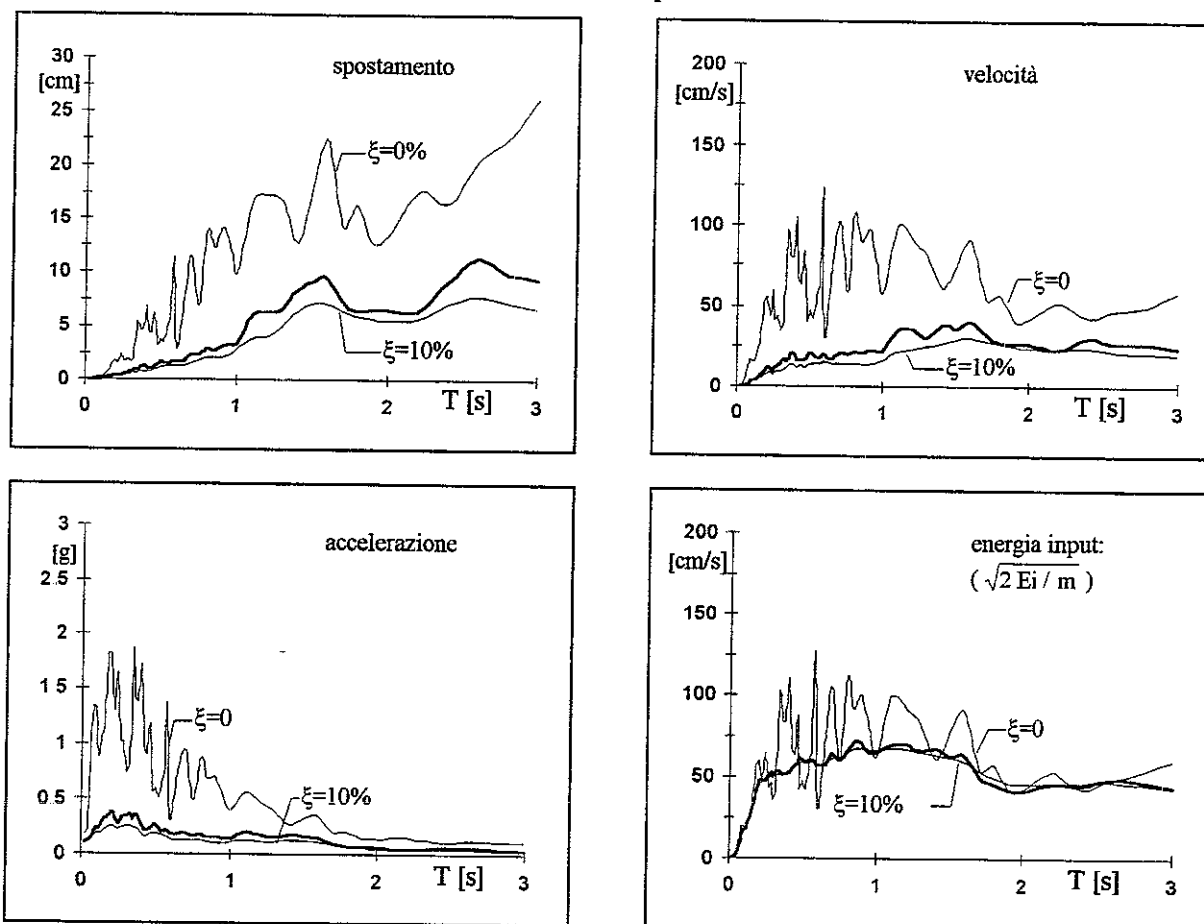 30
[cm]
25
20
15
10
5
0
0
1
2
3
T [s]
spostamento
ξ=0%
ξ=10%
200
[cm/s]
150
100
50
0
0
1
2
3
T [s]
velocità
ξ=0
ξ=10%
3
[g]
2.5
2
1.5
1
0.5
0
0
1
2
3
T [s]
accelerazione
ξ=0
ξ=10%
200
[cm/s]
150
100
50
0
0
1
2
3
T [s]
energia input:
( √2 Ei / m )
ξ=0
ξ=10%